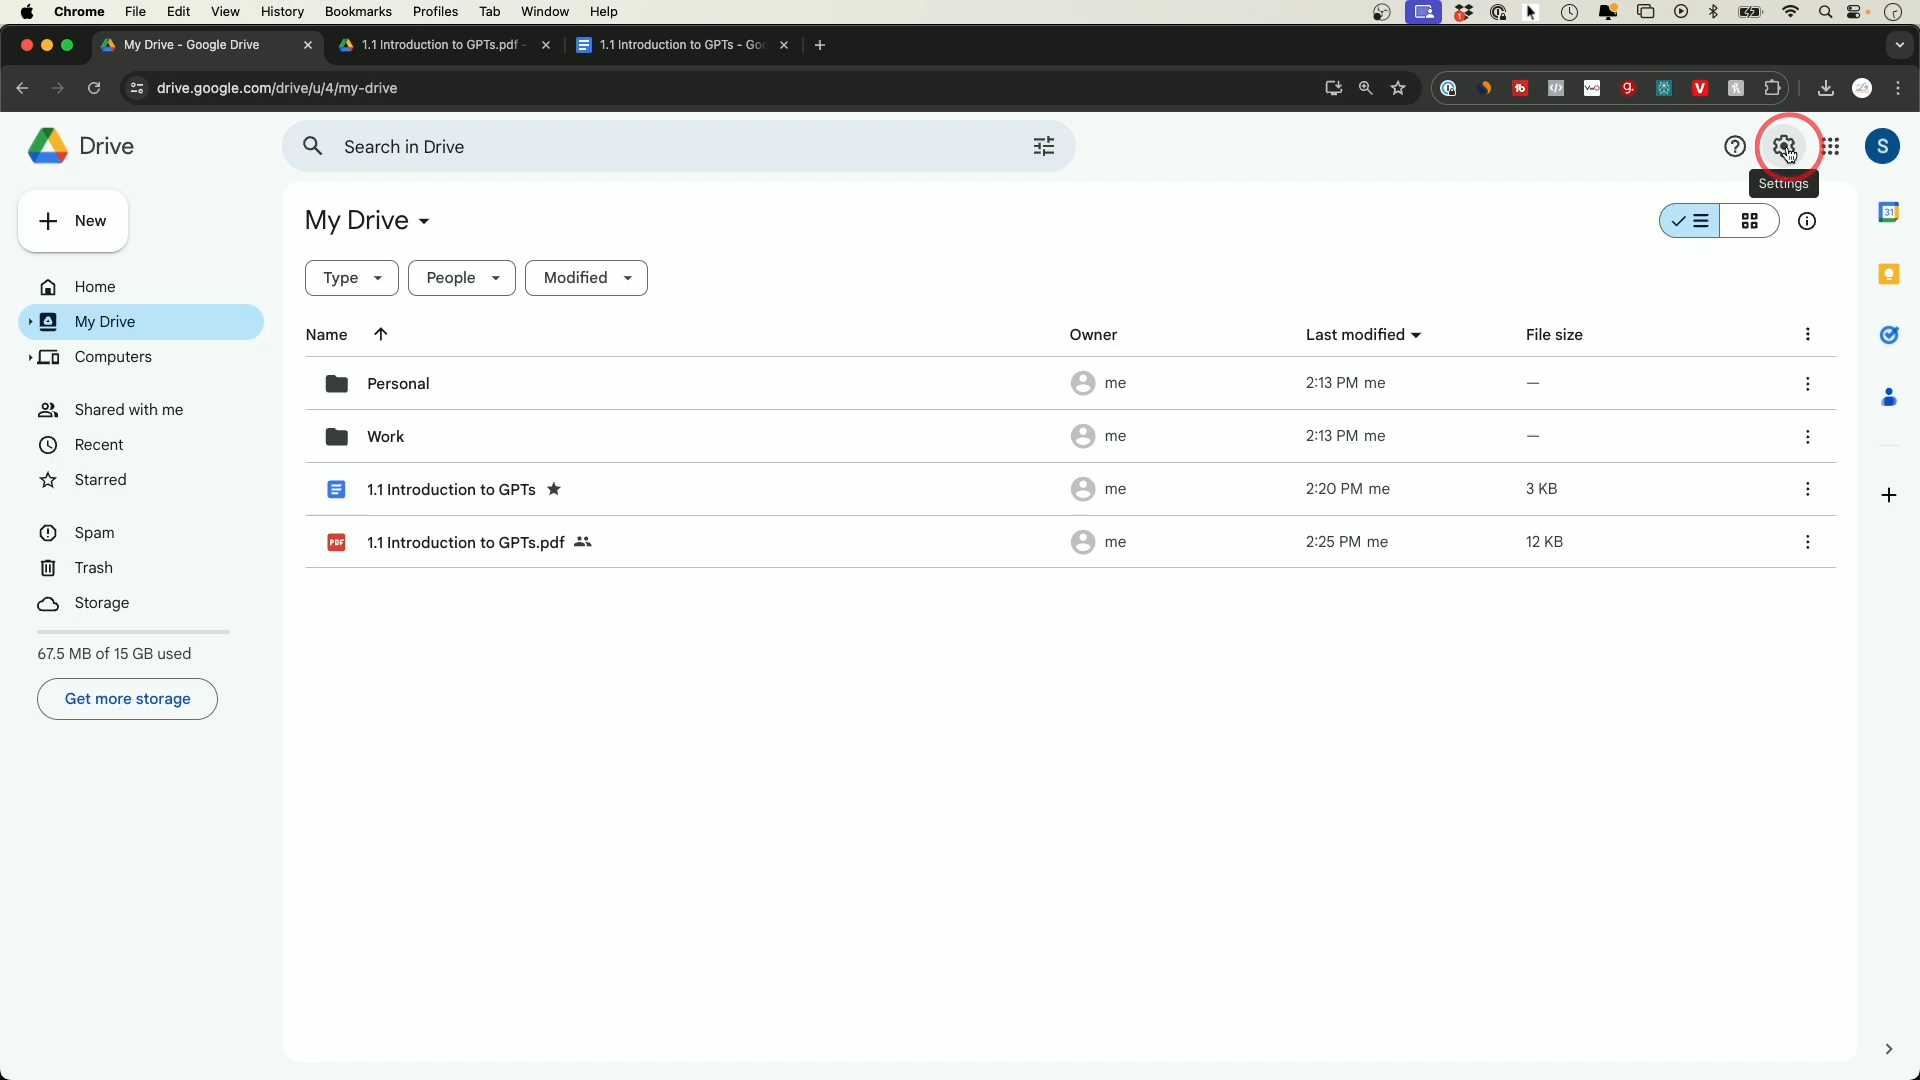 Chrome File Edit View History Bookmarks Profiles Tab Window Help
My Drive - Google Drive 1.1 Introduction to GPTs.pdf - 1.1 Introduction to GPTs - Goo
drive.google.com/drive/u/4/my-drive
Drive
Search in Drive
S
Settings
New
My Drive
Type People Modified
Home
My Drive
Computers
Shared with me
Recent
Starred
Spam
Trash
Storage
67.5 MB of 15 GB used
Get more storage
Name Owner Last modified File size
Personal me 2:13 PM me —
Work me 2:13 PM me —
1.1 Introduction to GPTs me 2:20 PM me 3 KB
PDF 1.1 Introduction to GPTs.pdf me 2:25 PM me 12 KB
31